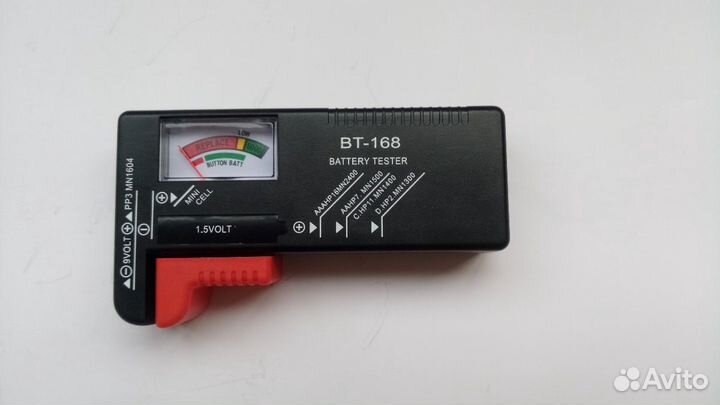 BT-168
BATTERY TESTER
REPLACE
LOW
GOOD
BUTTON BATT
MINI
CELL
1.5VOLT
9VOLT
PP3 MN1604
AAAHP16MN2400
AAHP7. MN1500
C.HP11.MN1400
D.HP2.MN1300
Avito